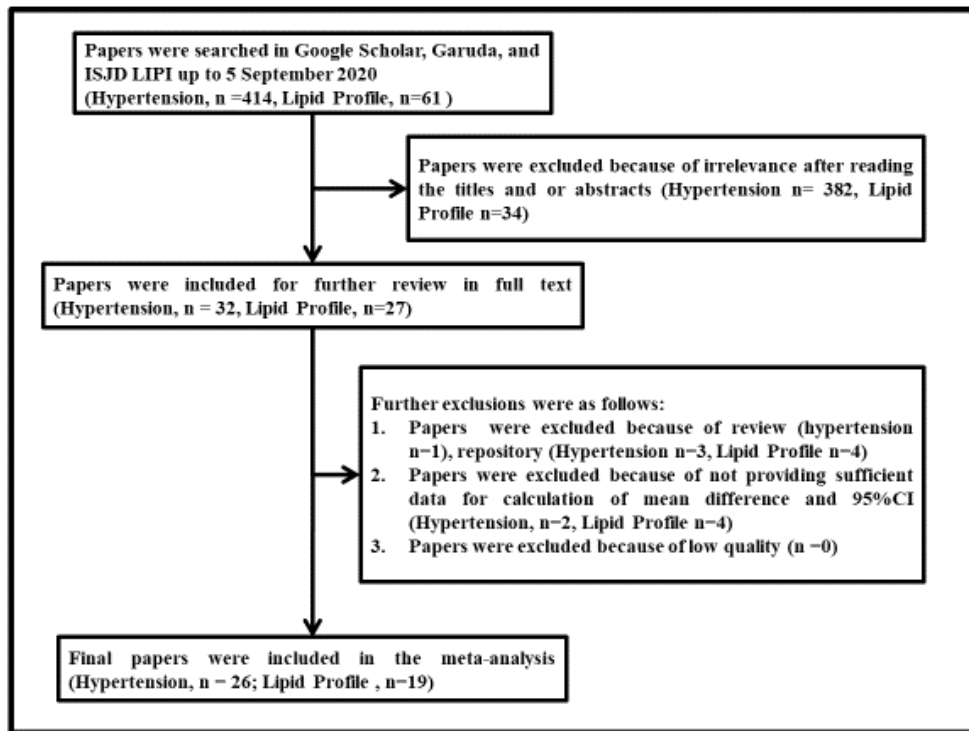 Papers were searched in Google Scholar, Garuda, and
ISJD LIPI up to 5 September 2020
(Hypertension, n =414, Lipid Profile, n=61 )
Papers were excluded because of irrelevance after reading
the titles and or abstracts (Hypertension n= 382, Lipid
Profile n=34)
Papers were included for further review in full text
(Hypertension, n = 32, Lipid Profile, n=27)
Further exclusions were as follows:
1. Papers were excluded because of review (hypertension
n=1), repository (Hypertension n=3, Lipid Profile n=4)
2. Papers were excluded because of not providing sufficient
data for calculation of mean difference and 95%CI
(Hypertension, n=2, Lipid Profile n=4)
3. Papers were excluded because of low quality (n =0)
Final papers were included in the meta-analysis
(Hypertension, n = 26; Lipid Profile , n=19)